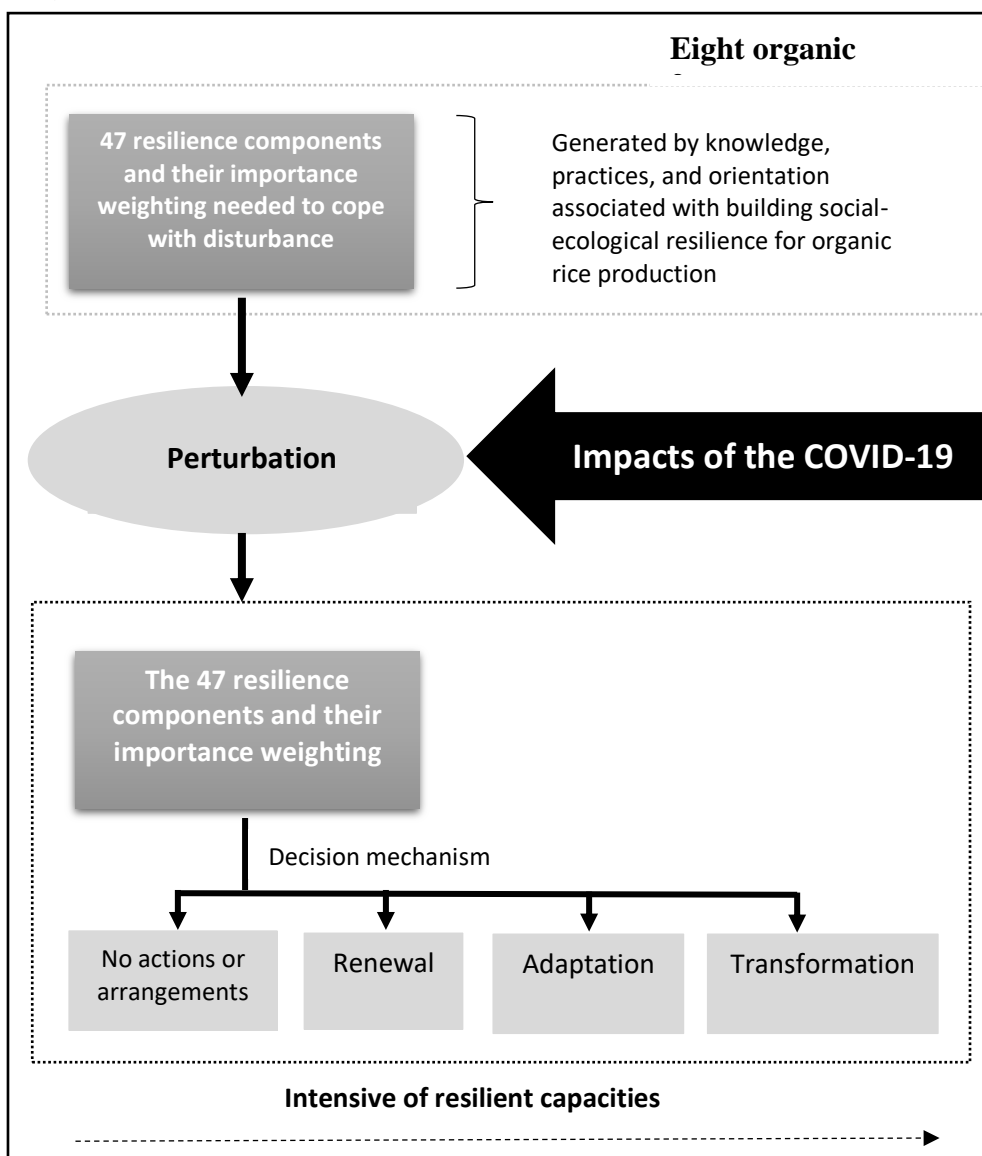 Eight organic
47 resilience components
and their importance
weighting needed to cope
with disturbance
Generated by knowledge,
practices, and orientation
associated with building social-
ecological resilience for organic
rice production
Perturbation
Impacts of the COVID-19
The 47 resilience
components and their
importance weighting
Decision mechanism
No actions or
arrangements
Renewal
Adaptation
Transformation
Intensive of resilient capacities